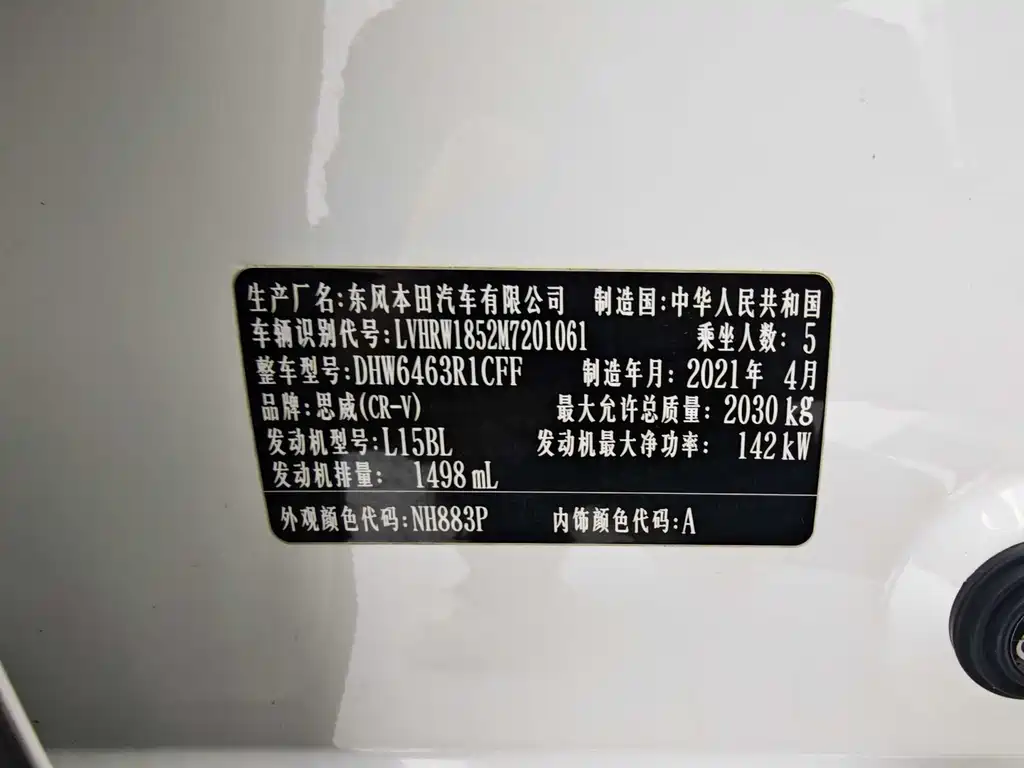 生产厂名:东风本田汽车有限公司 制造国:中华人民共和国
车辆识别代号:LVHRW1852M7201061 乘坐人数: 5
整车型号:DHW6463R1CFF 制造年月: 2021年 4月
品牌:思威(CR-V) 最大允许总质量: 2030 kg
发动机型号:L15BL 发动机最大净功率: 142 kW
发动机排量: 1498 mL
外观颜色代码:NH883P 内饰颜色代码:A